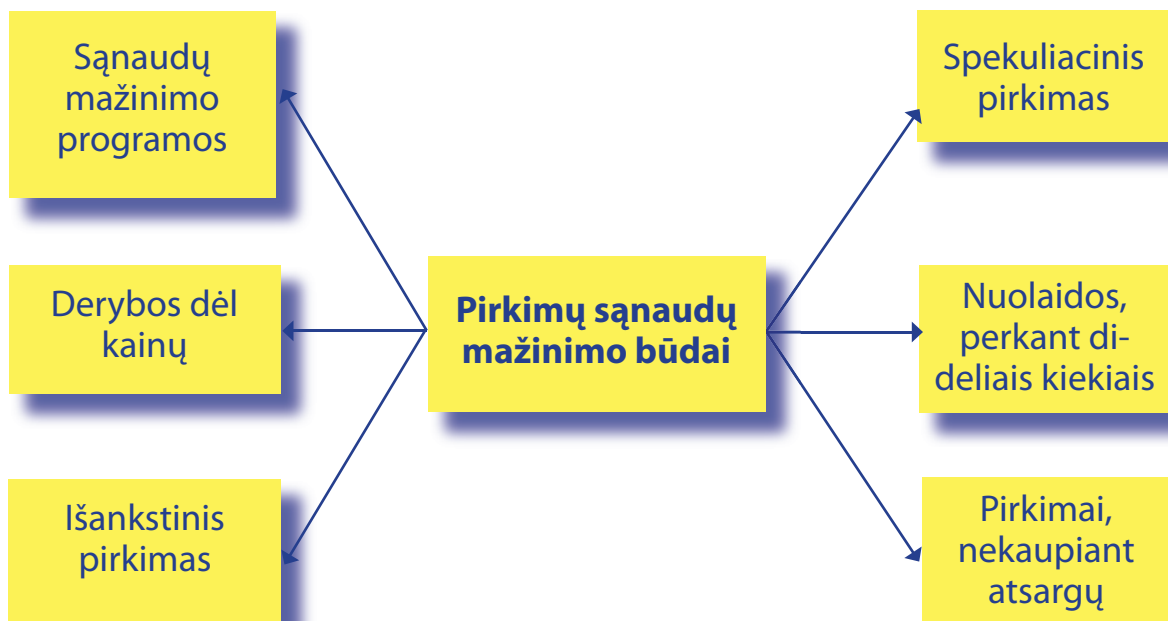 Sąnaudų
mažinimo
programos
Derybos dėl
kainų
Išankstinis
pirkimas
Pirkimų sąnaudų
mažinimo būdai
Spekuliacinis
pirkimas
Nuolaidos,
perkant di-
deliais kiekiais
Pirkimai,
nekaupiant
atsargų